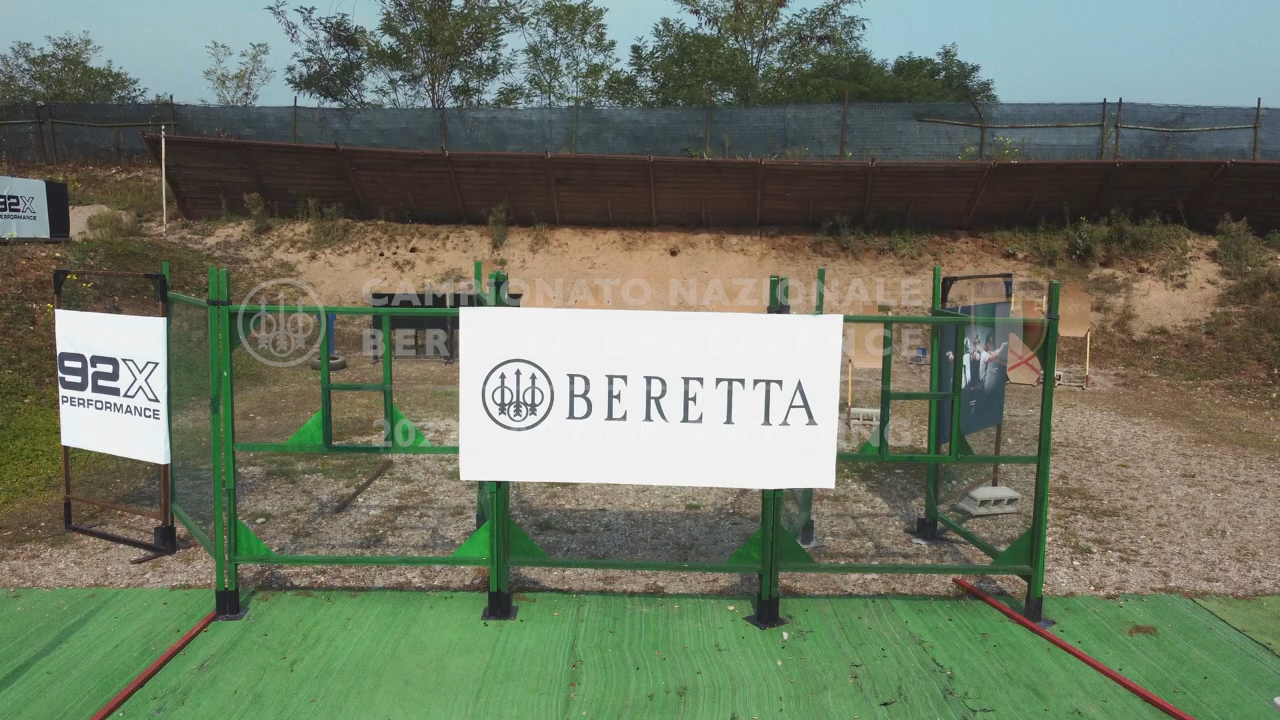 92X
PERFORMANCE
CAMPIONATO NAZIONALE
BERETTA EXCELLENCE
92X
PERFORMANCE
BERETTA